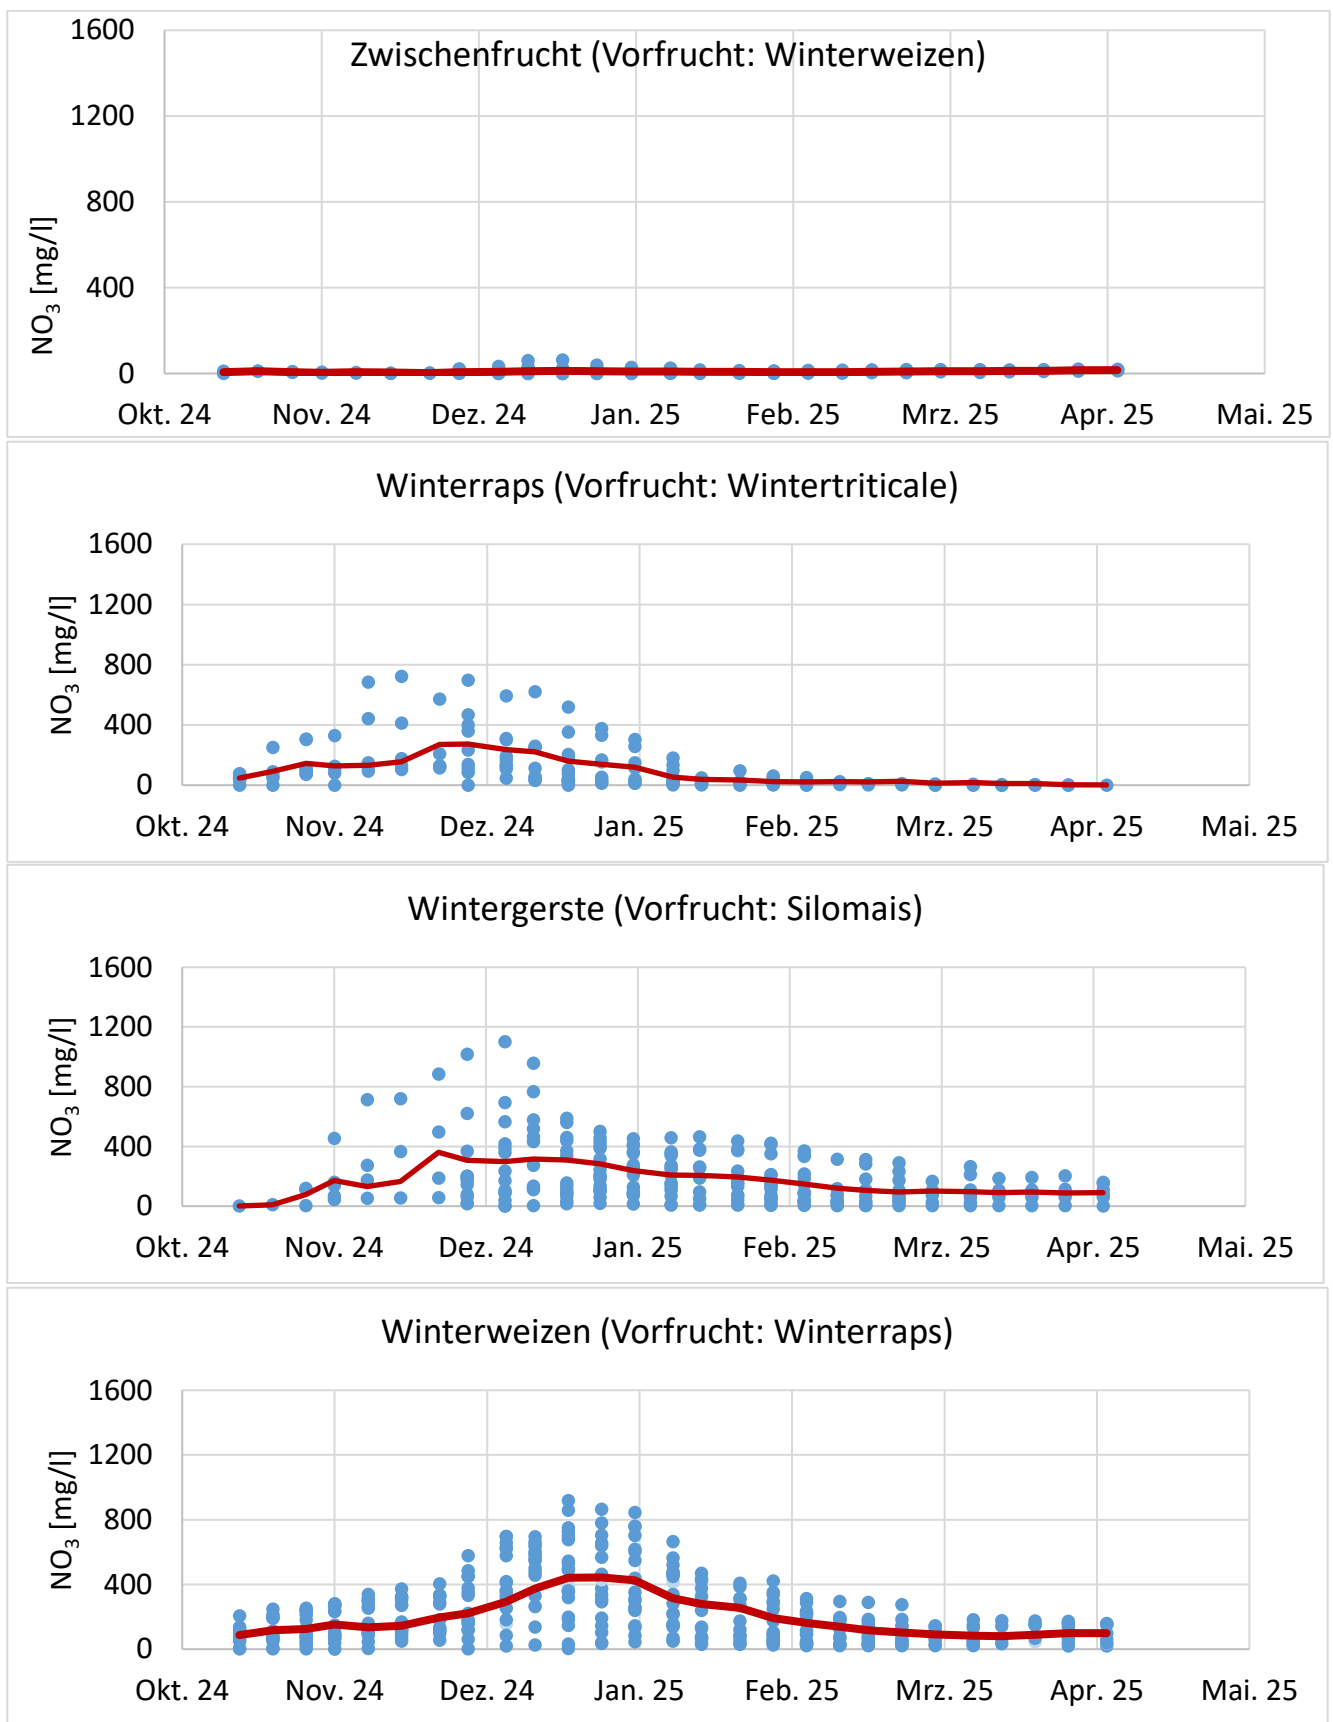 Zwischenfrucht (Vorfrucht: Winterweizen)
1600
1200
800
400
0
NO3 [mg/l]
Okt. 24 Nov. 24 Dez. 24 Jan. 25 Feb. 25 Mrz. 25 Apr. 25 Mai. 25
Winterraps (Vorfrucht: Wintertriticale)
1600
1200
800
400
0
NO3 [mg/l]
Okt. 24 Nov. 24 Dez. 24 Jan. 25 Feb. 25 Mrz. 25 Apr. 25 Mai. 25
Wintergerste (Vorfrucht: Silomais)
1600
1200
800
400
0
NO3 [mg/l]
Okt. 24 Nov. 24 Dez. 24 Jan. 25 Feb. 25 Mrz. 25 Apr. 25 Mai. 25
Winterweizen (Vorfrucht: Winterraps)
1600
1200
800
400
0
NO3 [mg/l]
Okt. 24 Nov. 24 Dez. 24 Jan. 25 Feb. 25 Mrz. 25 Apr. 25 Mai. 25